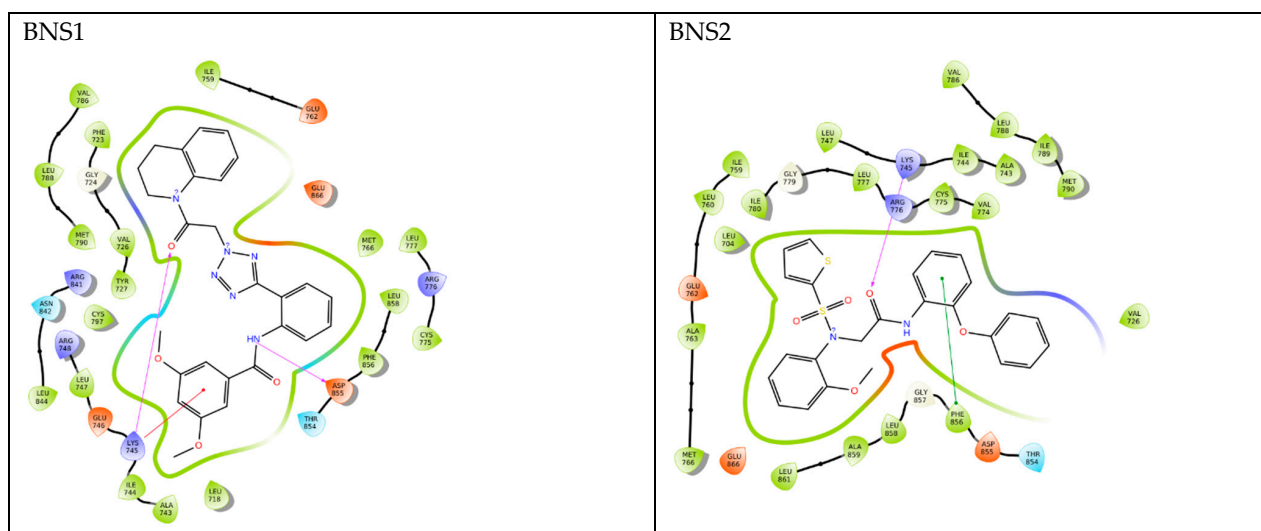 BNS1
ILE
759
GLU
762
VAL
786
PHE
723
LEU
788
GLY
724
GLU
866
MET
790
VAL
726
TYR
727
MET
766
LEU
777
ARG
776
ARG
841
ASN
842
CYS
797
LEU
858
CYS
775
ARG
748
PHE
856
LEU
844
LEU
747
ASP
855
GLU
746
THR
854
LYS
745
ILE
744
ALA
743
LEU
718
N
O
N
N
N
N
O
HN
O
O
BNS2
VAL
786
LEU
747
LEU
788
LYS
745
ILE
744
ILE
789
ALA
743
MET
790
ILE
759
GLY
779
LEU
777
LEU
760
ILE
780
ARG
776
CYS
775
VAL
774
LEU
704
GLU
762
ALA
763
VAL
726
GLY
857
PHE
856
LEU
858
ASP
855
THR
854
ALA
859
MET
766
GLU
866
LEU
861
S
O
S
O
O
N
NH
O
O